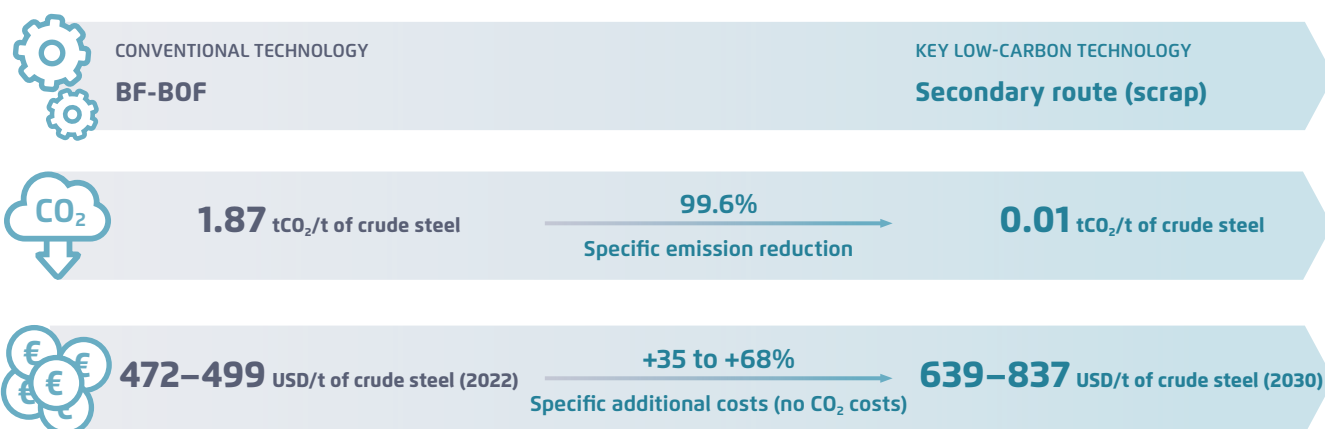 CONVENTIONAL TECHNOLOGY
KEY LOW-CARBON TECHNOLOGY
BF-BOF
Secondary route (scrap)
CO₂
1.87 tCO₂/t of crude steel
99.6%
Specific emission reduction
0.01 tCO₂/t of crude steel
€
€
€
€
€
472–499 USD/t of crude steel (2022)
+35 to +68%
Specific additional costs (no CO₂ costs)
639–837 USD/t of crude steel (2030)